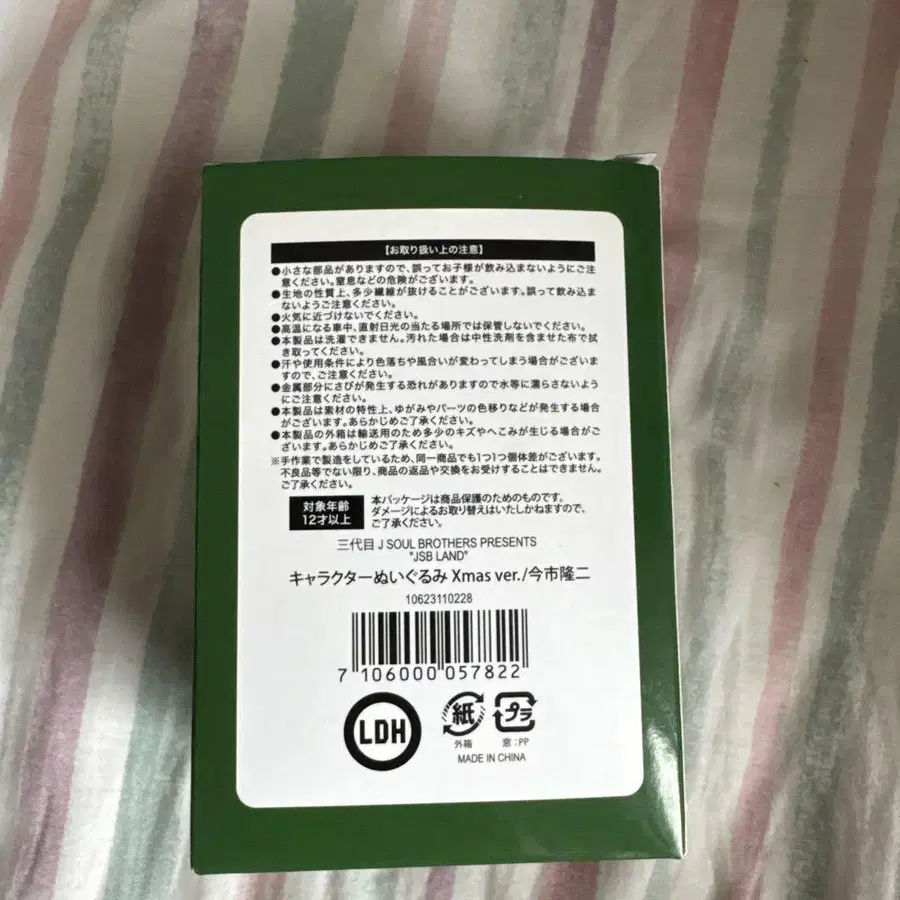 【お取り扱い上の注意】
●小さな部品がありますので、誤ってお子様が飲み込まないようにご注
意ください。窒息などの危険がございます。
●生地の性質上、多少繊維が抜けることがございます。誤って飲み込ま
ないようご注意ください。
●火気に近づけないでください。
●高温になる車中、直射日光の当たる場所では保管しないでください。
●本製品は洗濯できません。汚れた場合は中性洗剤を含ませた布で拭
き取ってください。
●汗や使用条件により色落ちや風合いが変わってしまう場合がございま
すので、ご注意ください。
●金属部分にさびが発生する恐れがありますので水等に濡らさないよう
にご注意ください。
●本製品は素材の特性上、ゆがみやパーツの色移りなどが発生する場合
がございます。あらかじめご了承ください。
●本製品の外箱は輸送用のため多少のキズやへこみが生じる場合がご
ざいます。あらかじめご了承ください。
※手作業で製造をしているため、同一商品でも1つ1つ個体差がございます。
不良品等でない限り、商品の返品や交換をお受けすることはできません。
ご了承ください。
対象年齢
12才以上
本パッケージは商品保護のためのものです。
ダメージによるお取り替えはいたしかねますので、
ご了承ください。
三代目 J SOUL BROTHERS PRESENTS
"JSB LAND"
キャラクターぬいぐるみ Xmas ver./今市隆二
10623110228
7 106000 057822
LDH
紙
プラ
外箱
窓:PP
MADE IN CHINA